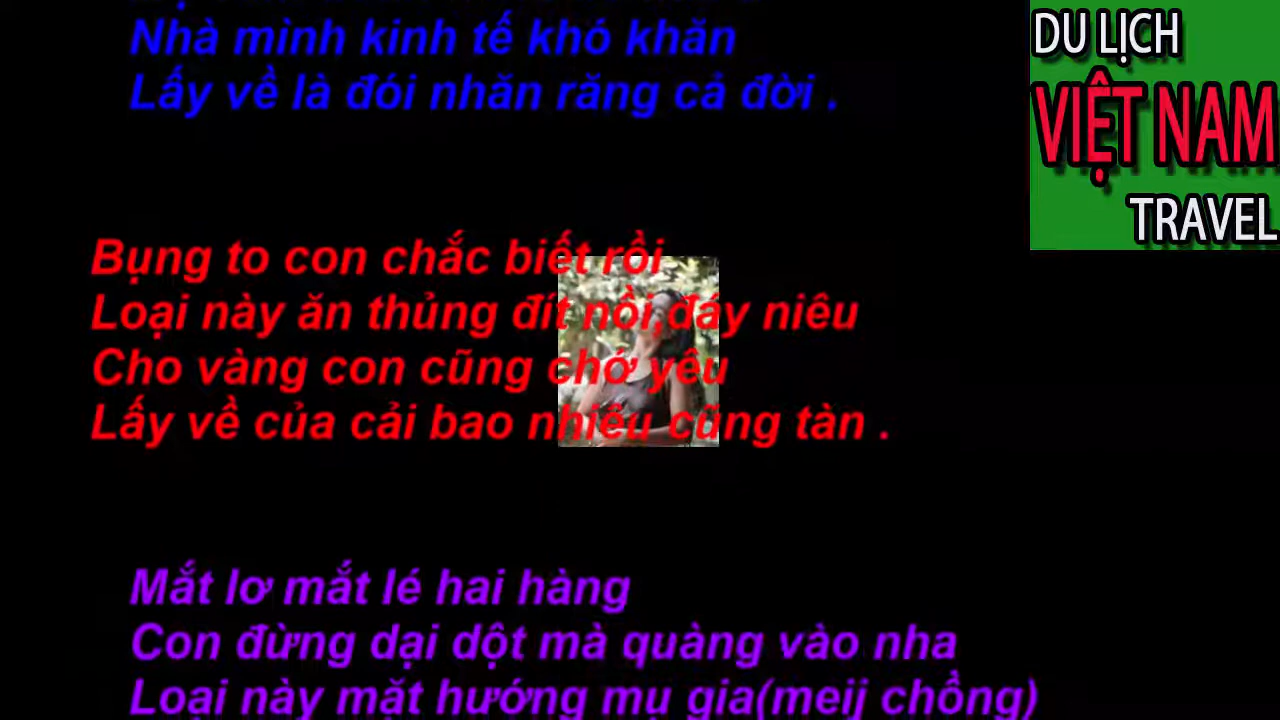 Nhà mình kinh tế khó khăn
Lấy về là đói nhăn răng cả đời .
Bụng to con chắc biết rồi
Loại này ăn thủng đít nồi,đáy niêu
Cho vàng con cũng chớ yêu
Lấy về của cải bao nhiêu cũng tàn .
Mắt lơ mắt lé hai hàng
Con đừng dại dột mà quàng vào nha
Loại này mặt hướng mụ gia(meij chồng)
DU LỊCH
VIỆT NAM
TRAVEL